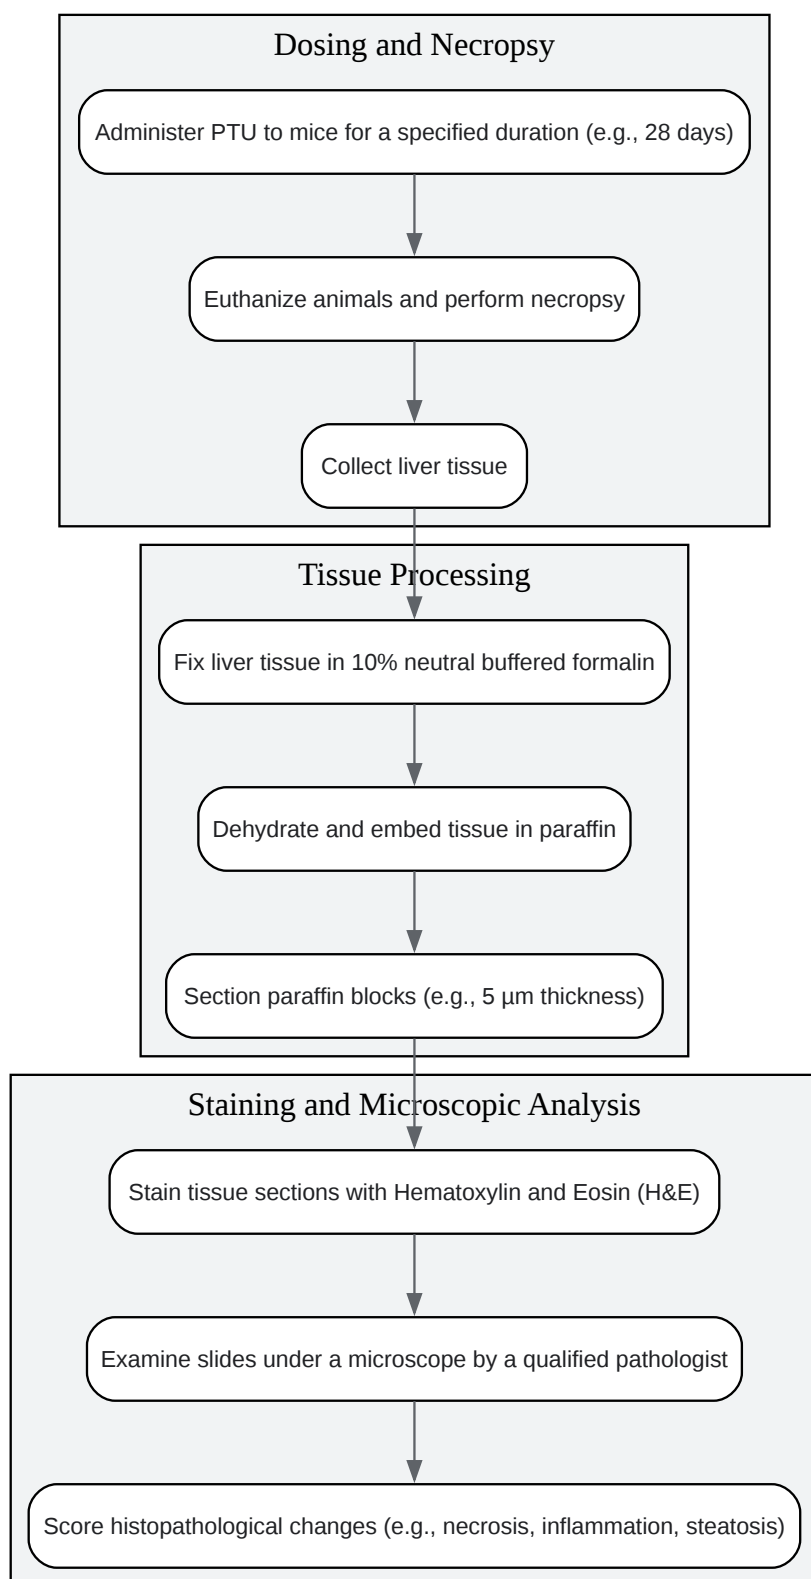 Dosing and Necropsy
Administer PTU to mice for a specified duration (e.g., 28 days)
Euthanize animals and perform necropsy
Collect liver tissue
Tissue Processing
Fix liver tissue in 10% neutral buffered formalin
Dehydrate and embed tissue in paraffin
Section paraffin blocks (e.g., 5 µm thickness)
Staining and Microscopic Analysis
Stain tissue sections with Hematoxylin and Eosin (H&E)
Examine slides under a microscope by a qualified pathologist
Score histopathological changes (e.g., necrosis, inflammation, steatosis)